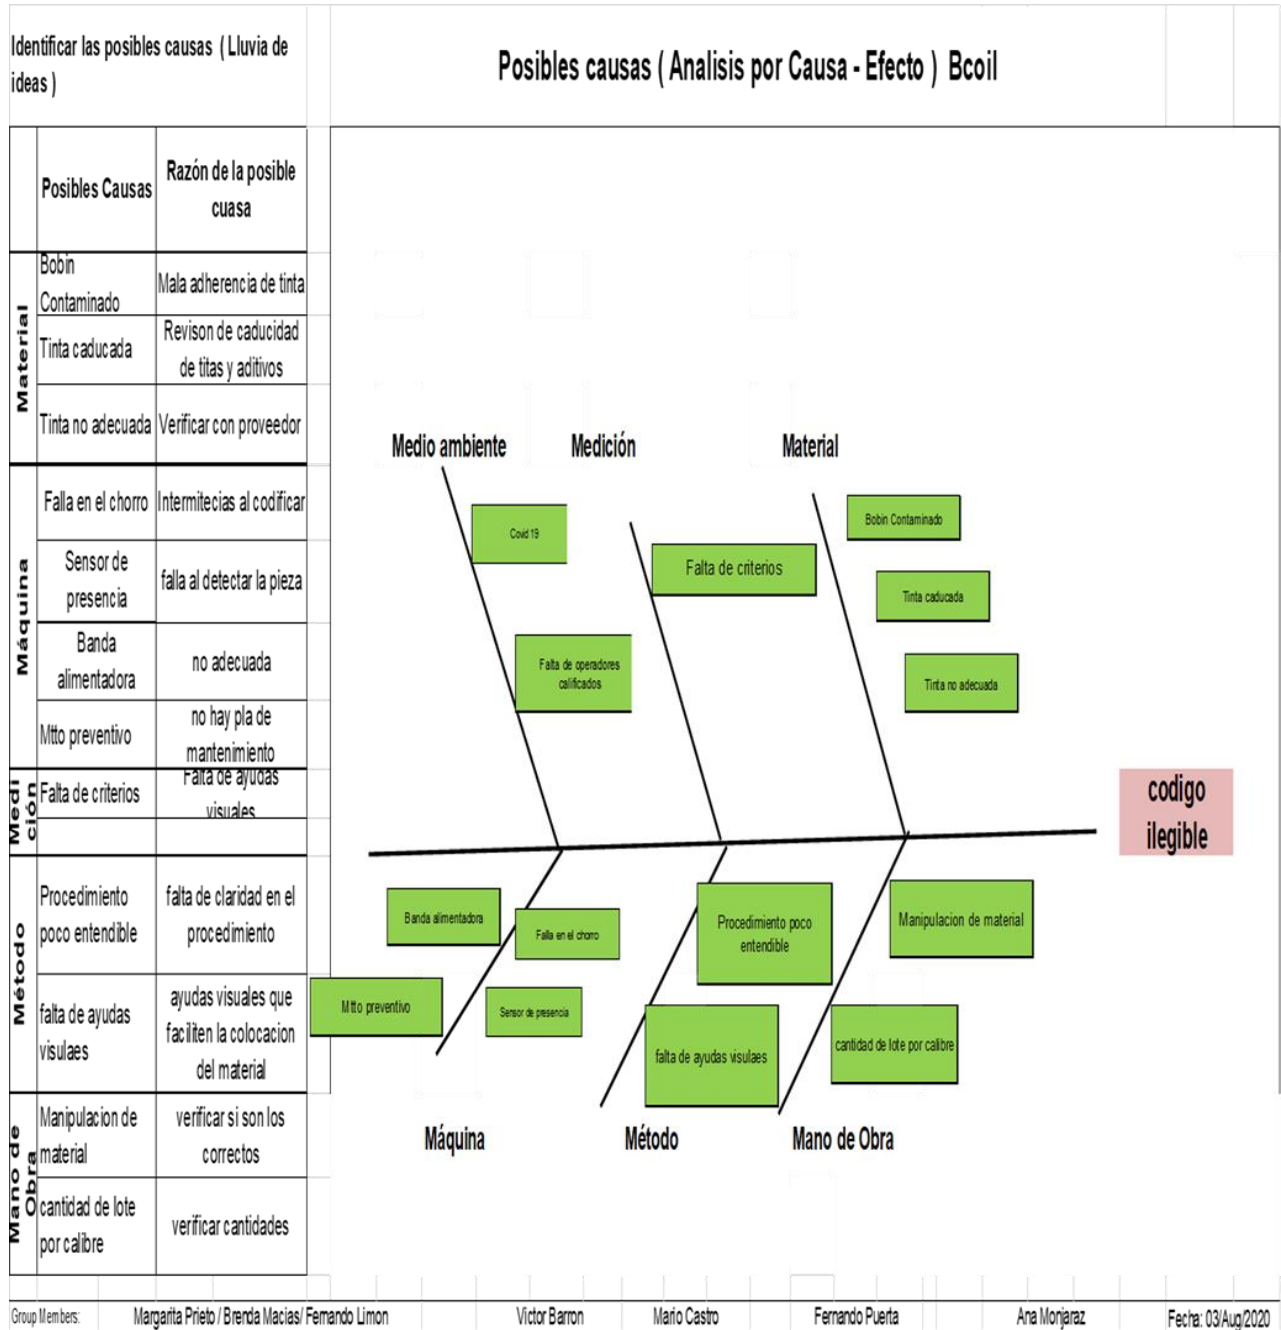 Identificar las posibles causas ( Lluvia de
ideas )
Posibles causas ( Analisis por Causa - Efecto ) Bcoil
Posibles Causas
Razón de la posible
cuasa
Material
Bobin
Contaminado
Mala adherencia de tinta
Tinta caducada
Revison de caducidad
de titas y aditivos
Tinta no adecuada
Verificar con proveedor
Máquina
Falla en el chorro
Intermitecias al codificar
Sensor de
presencia
falla al detectar la pieza
Banda
alimentadora
no adecuada
Mtto preventivo
no hay pla de
mantenimiento
Medi
ción
Falta de criterios
Falta de ayudas
visuales
Método
Procedimiento
poco entendible
falta de claridad en el
procedimiento
falta de ayudas
visulaes
ayudas visuales que
faciliten la colocacion
del material
Mano de
Obra
Manipulacion de
material
verificar si son los
correctos
cantidad de lote
por calibre
verificar cantidades
Medio ambiente
Medición
Material
Covid 19
Falta de operadores
calificados
Falta de criterios
Bobin Contaminado
Tinta caducada
Tinta no adecuada
codigo
ilegible
Banda alimentadora
Falla en el chorro
Mtto preventivo
Sensor de presencia
Procedimiento poco
entendible
falta de ayudas visulaes
Manipulacion de material
cantidad de lote por calibre
Máquina
Método
Mano de Obra
Group Members:
Margarita Prieto / Brenda Macias/ Fernando Limon
Victor Barron
Mario Castro
Fernando Puerta
Ana Monjaraz
Fecha: 03/Aug/2020